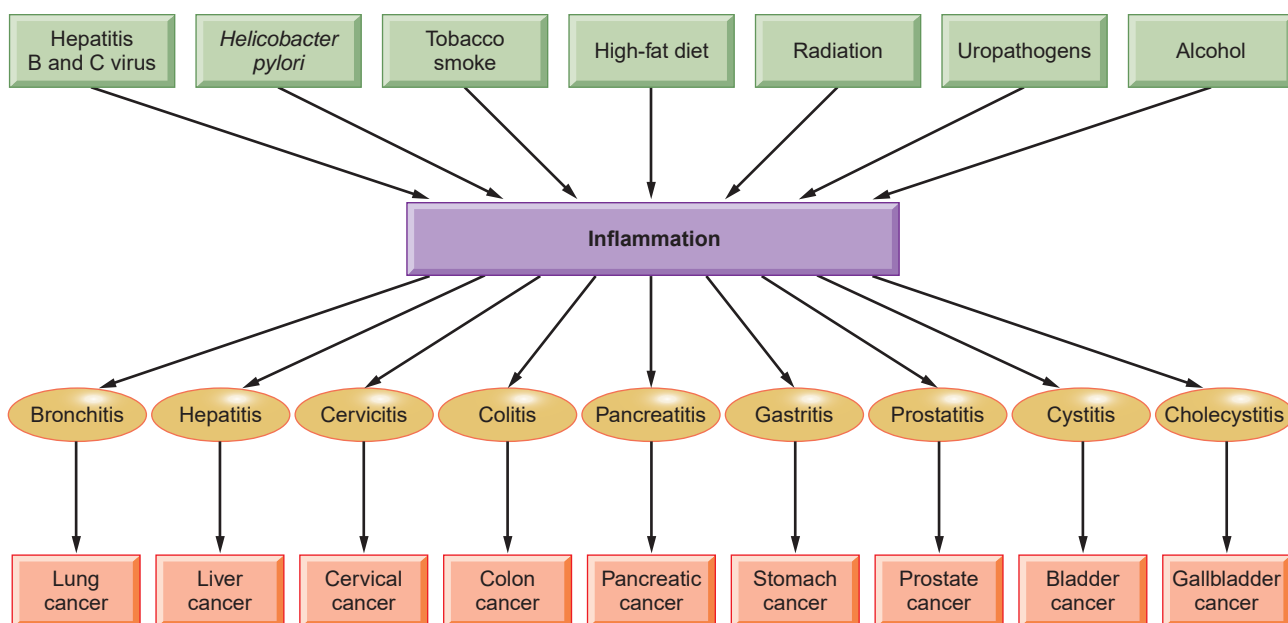 Hepatitis
B and C virus
Helicobacter
pylori
Tobacco
smoke
High-fat diet
Radiation
Uropathogens
Alcohol
Inflammation
Bronchitis
Hepatitis
Cervicitis
Colitis
Pancreatitis
Gastritis
Prostatitis
Cystitis
Cholecystitis
Lung
cancer
Liver
cancer
Cervical
cancer
Colon
cancer
Pancreatic
cancer
Stomach
cancer
Prostate
cancer
Bladder
cancer
Gallbladder
cancer